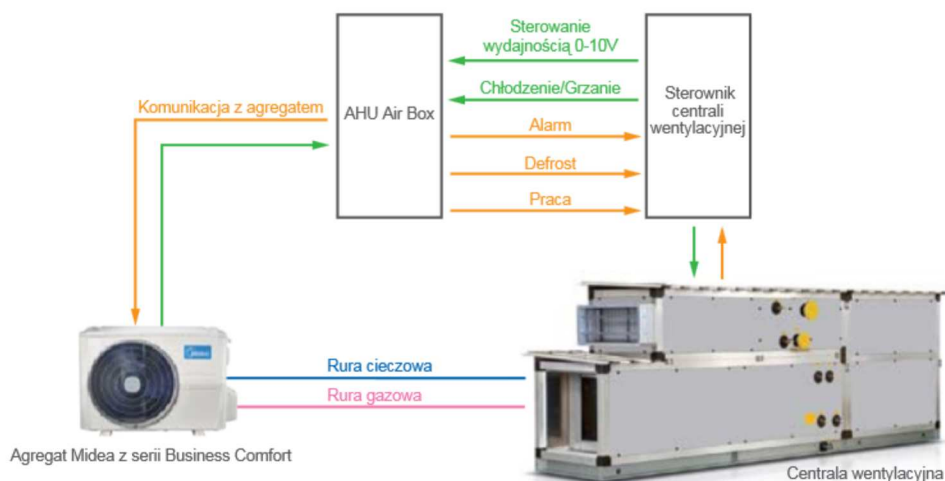 Sterowanie
wydajnością 0-10V
Chłodzenie/Grzanie
Komunikacja z agregatem
AHU Air Box
Sterownik
centrali
wentylacyjnej
Alarm
Defrost
Praca
Midea
Rura cieczowa
Rura gazowa
Agregat Midea z serii Business Comfort
Centrala wentylacyjna